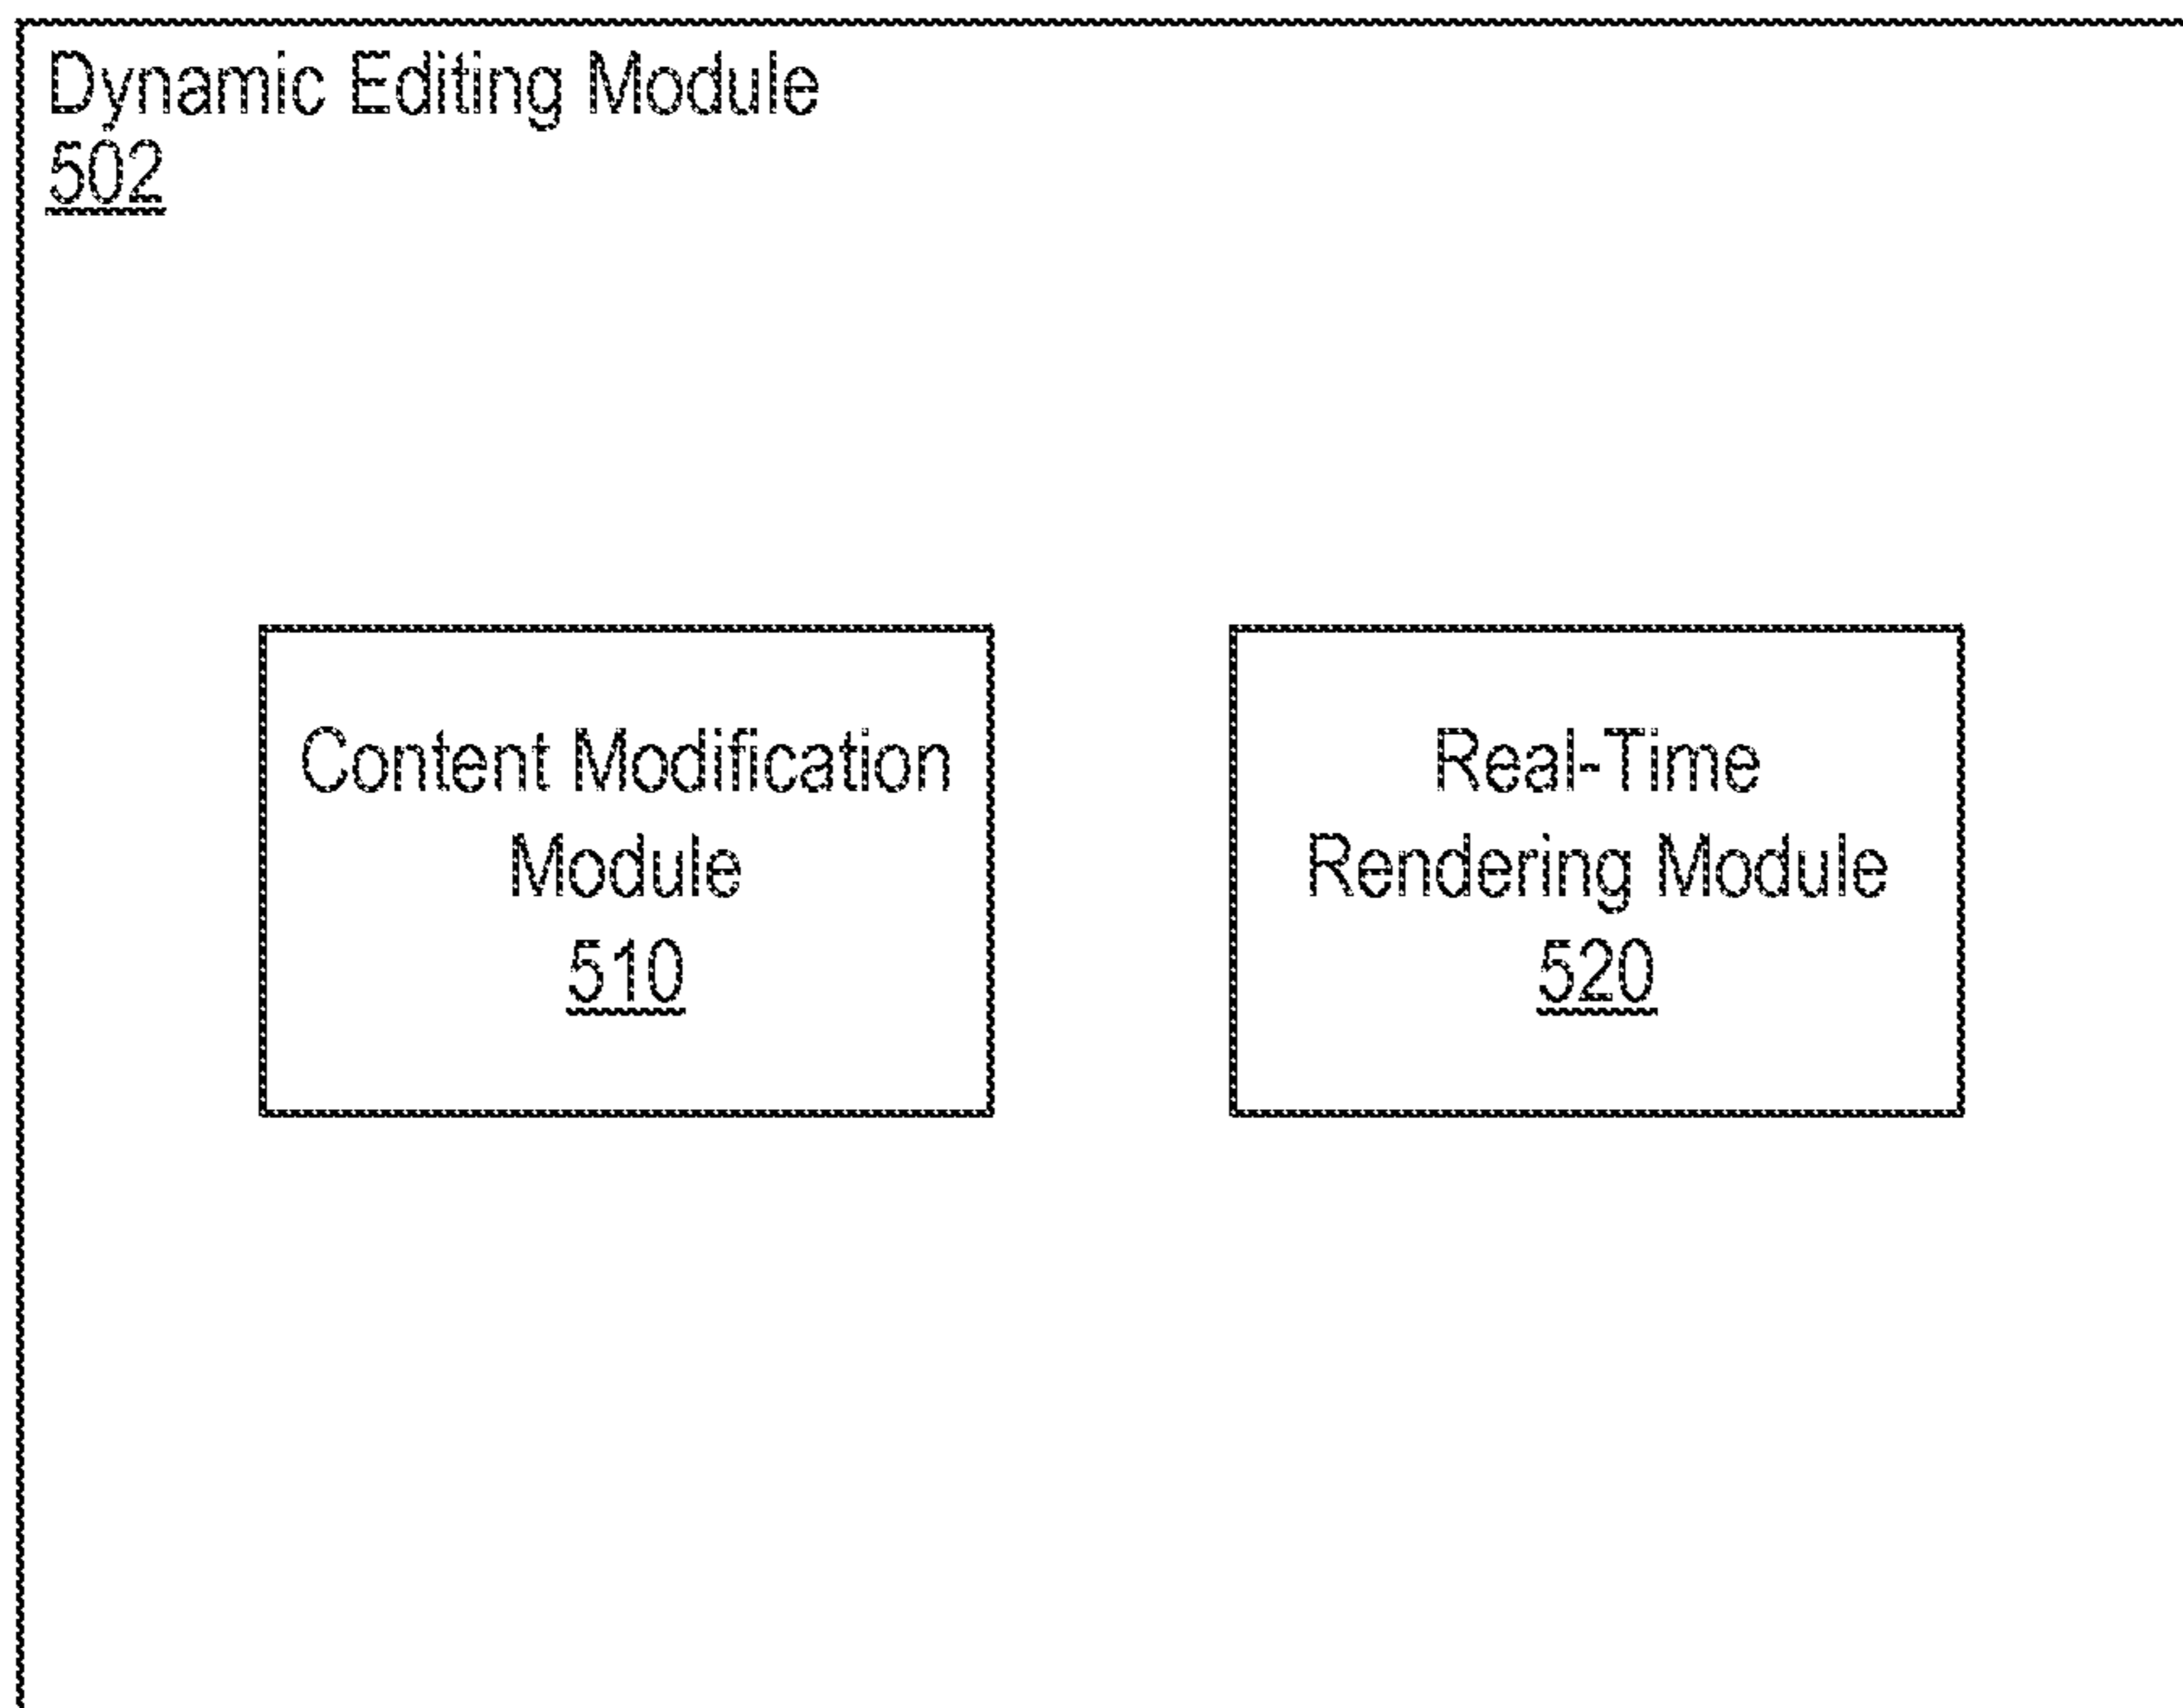 Dynamic Editing Module
502
Content Modification
Module
510
Real-Time
Rendering Module
520